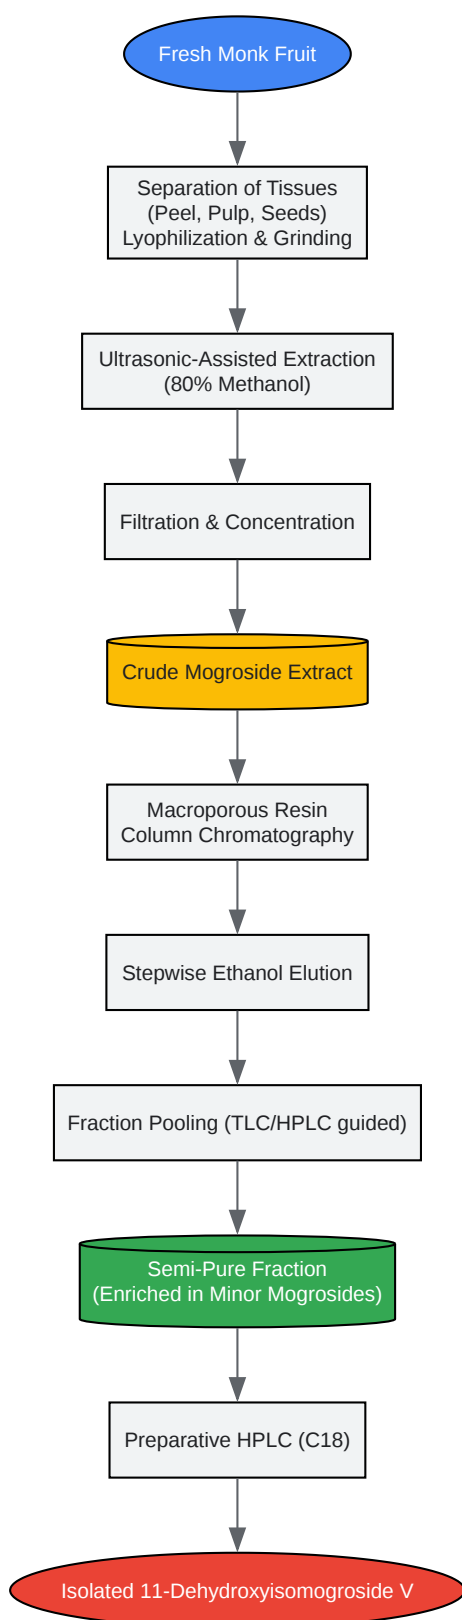 Fresh Monk Fruit
Separation of Tissues
(Peel, Pulp, Seeds)
Lyophilization & Grinding
Ultrasonic-Assisted Extraction
(80% Methanol)
Filtration & Concentration
Crude Mogroside Extract
Macroporous Resin
Column Chromatography
Stepwise Ethanol Elution
Fraction Pooling (TLC/HPLC guided)
Semi-Pure Fraction
(Enriched in Minor Mogrosides)
Preparative HPLC (C18)
Isolated 11-Dehydroxyisomogroside V